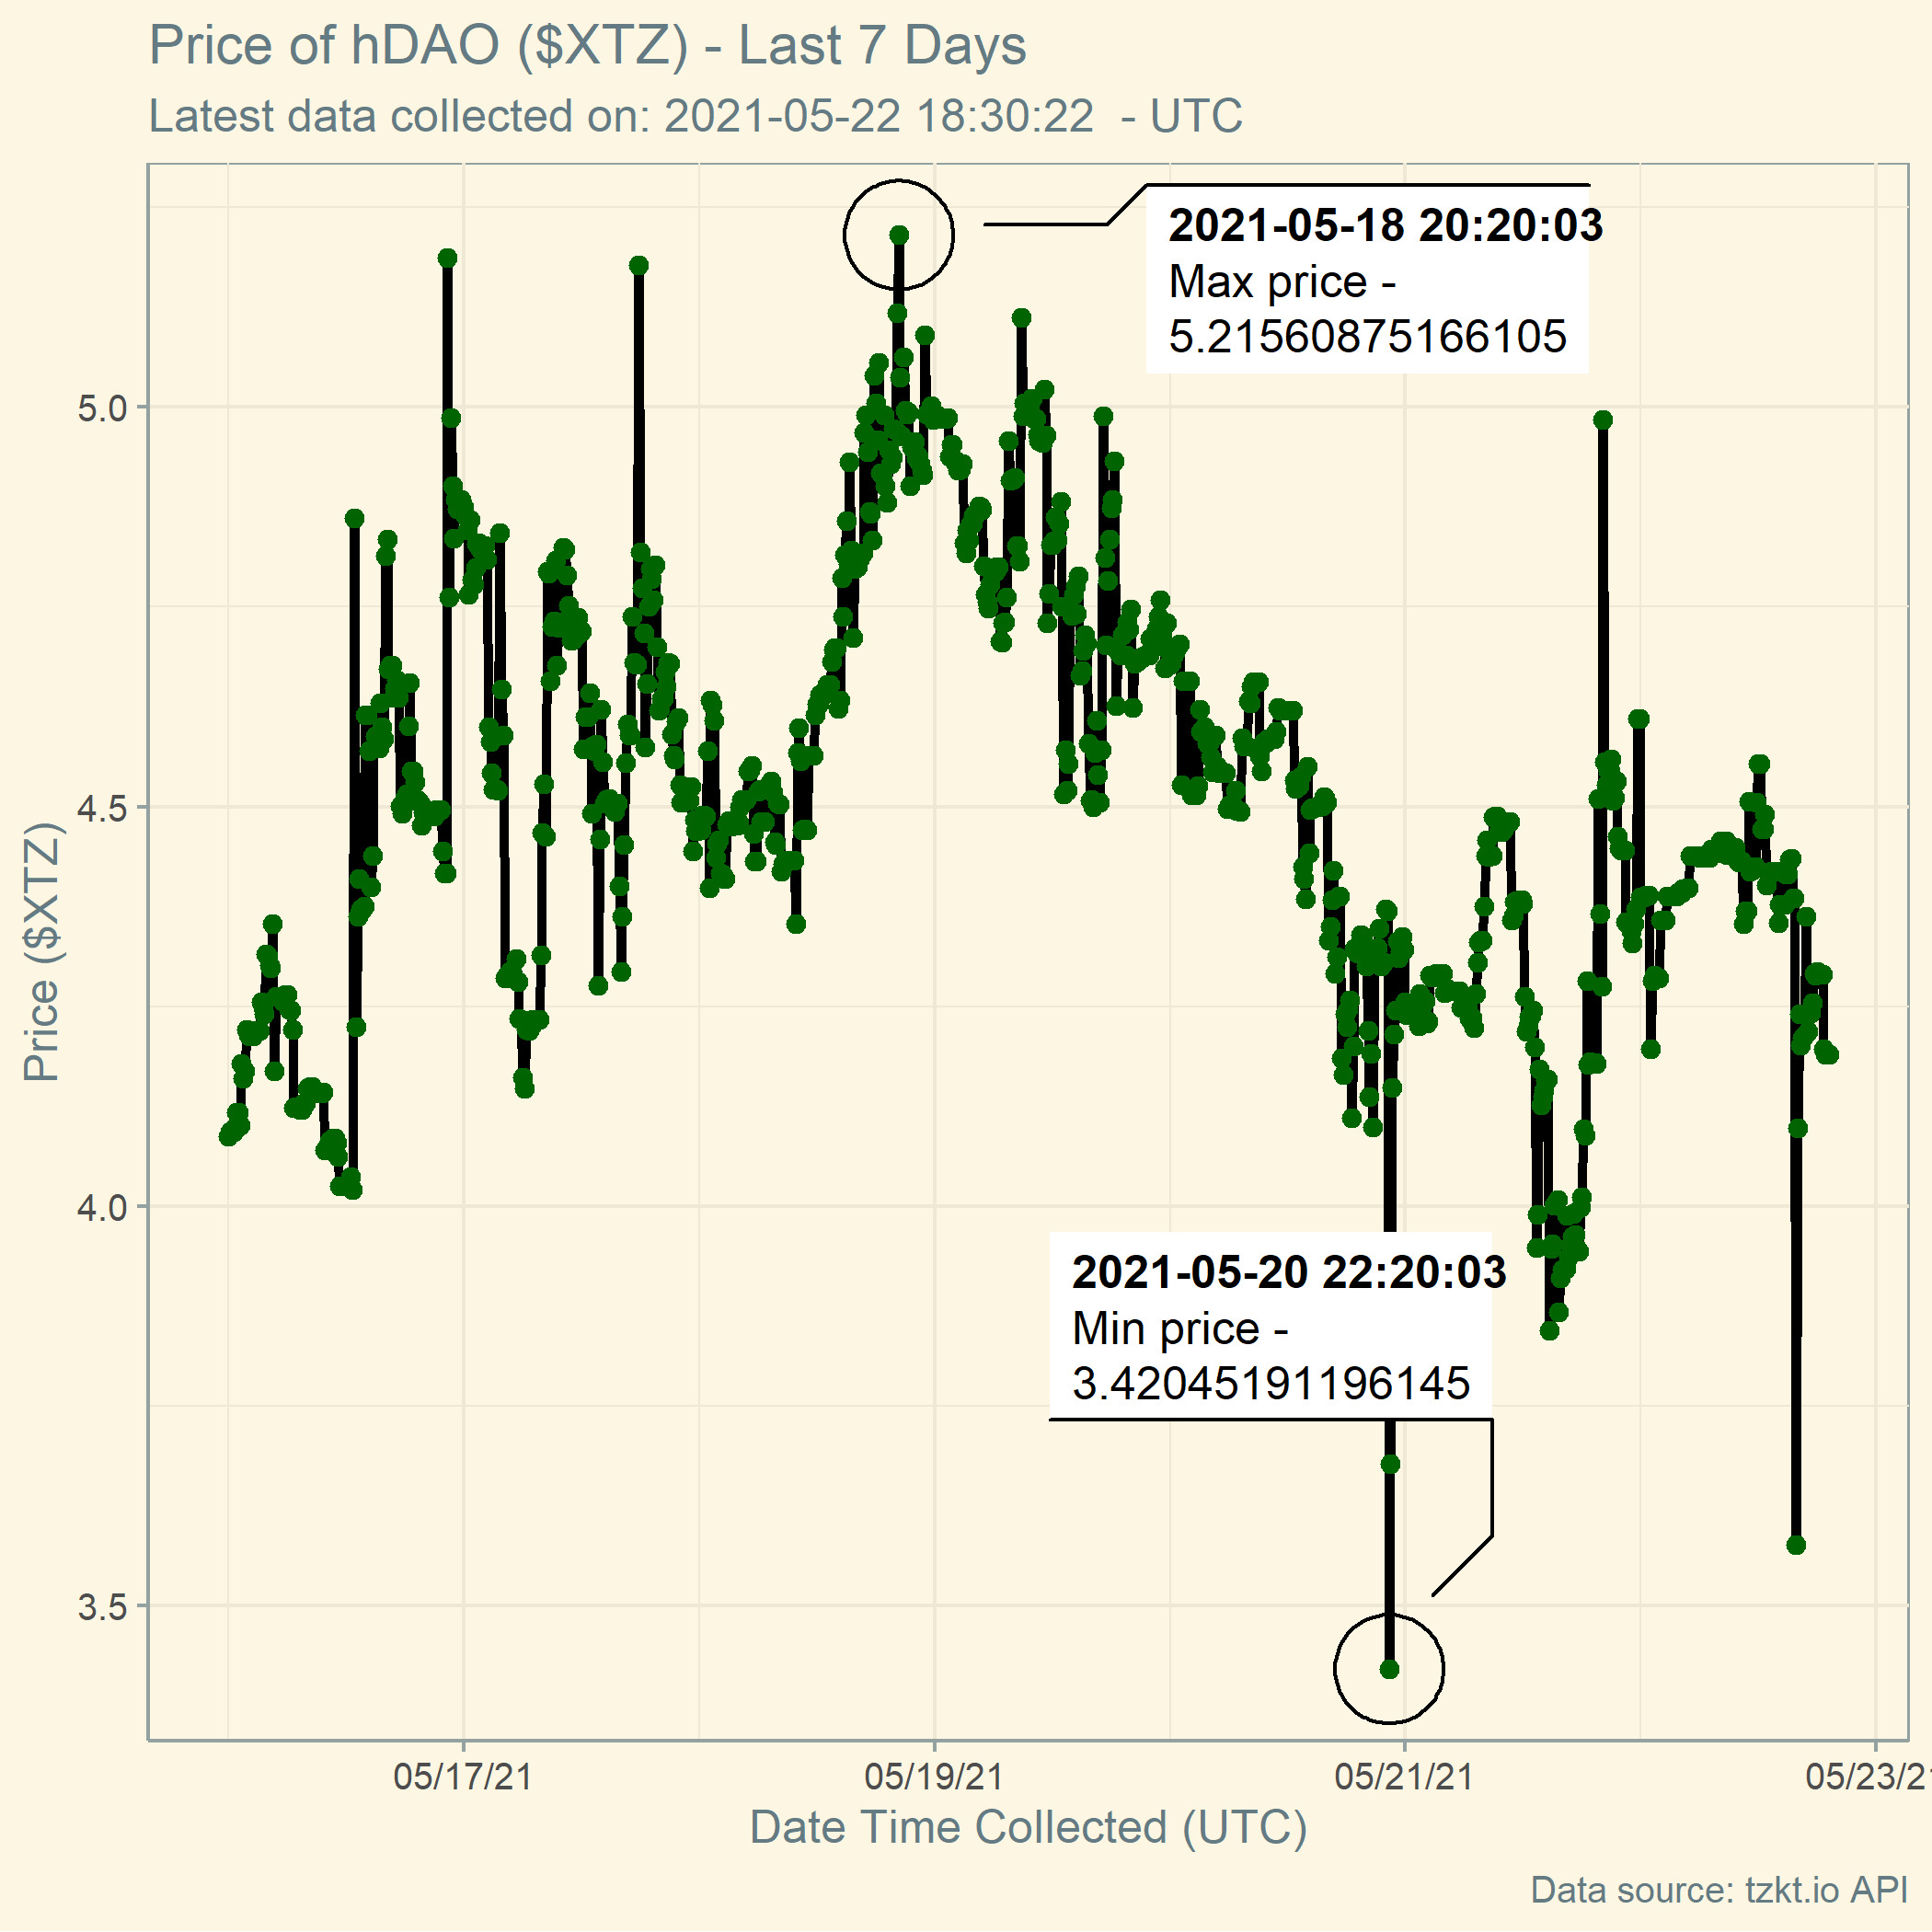 Price of hDAO ($XTZ) - Last 7 Days
Latest data collected on: 2021-05-22 18:30:22  - UTC
2021-05-18 20:20:03
Max price -
5.21560875166105
5.0
4.5
4.0
3.5
Price ($XTZ)
2021-05-20 22:20:03
Min price -
3.42045191196145
05/17/21 05/19/21 05/21/21 05/23/21
Date Time Collected (UTC)
Data source: tzkt.io API